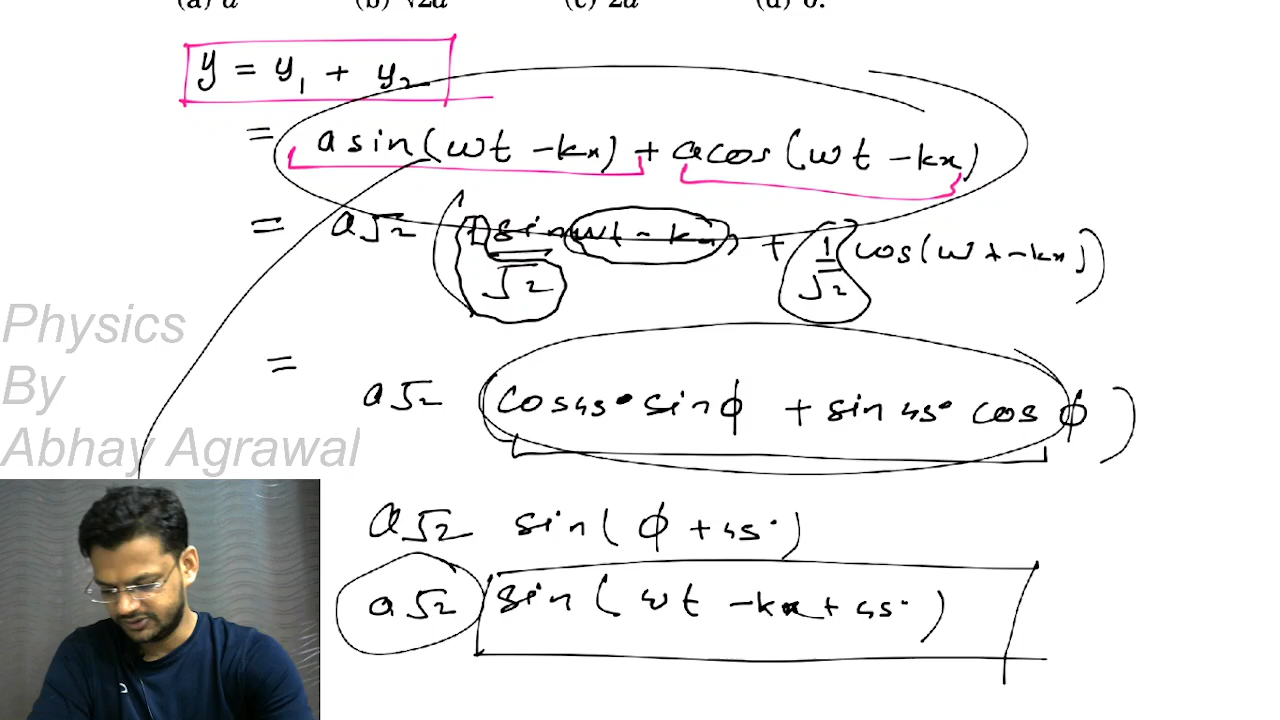 (a) a (b) √2a (c) 2a (d) 0.
y = y₁ + y₂
= a sin(ωt - kx) + a cos(ωt - kx)
= a√2 (1/√2 sin(ωt - kx) + 1/√2 cos(ωt - kx))
= a√2 (cos45° sinϕ + sin45° cosϕ)
a√2 sin(ϕ + 45°)
a√2 sin(ωt - kx + 45°)
Physics
By
Abhay Agrawal